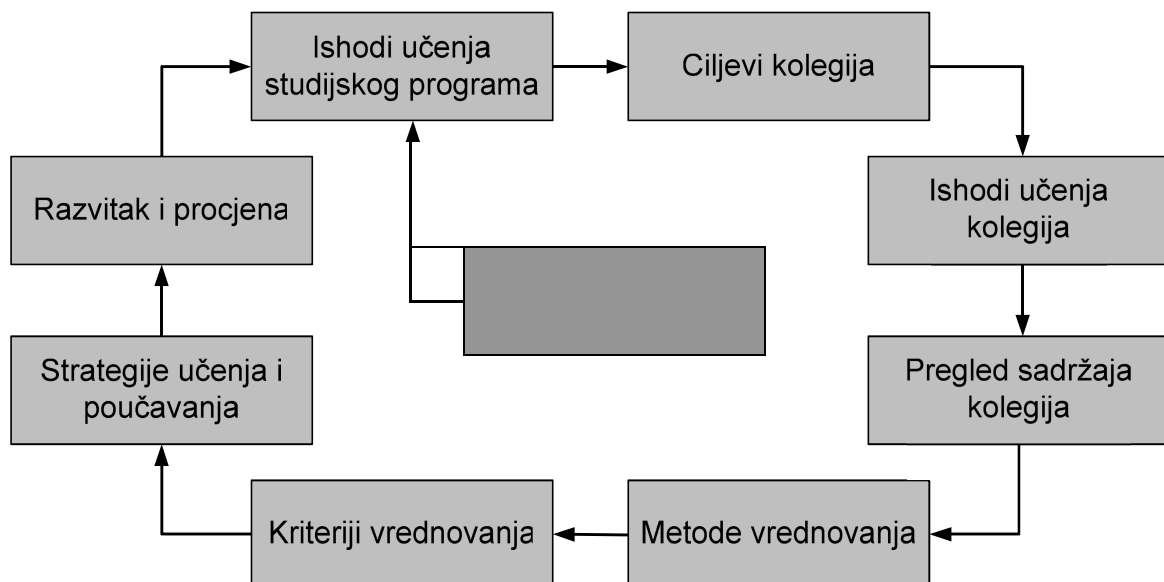 Ishodi učenja
studijskog programa
Ciljevi kolegija
Razvitak i procjena
Ishodi učenja
kolegija
Strategije učenja i
poučavanja
Pregled sadržaja
kolegija
Kriteriji vrednovanja
Metode vrednovanja